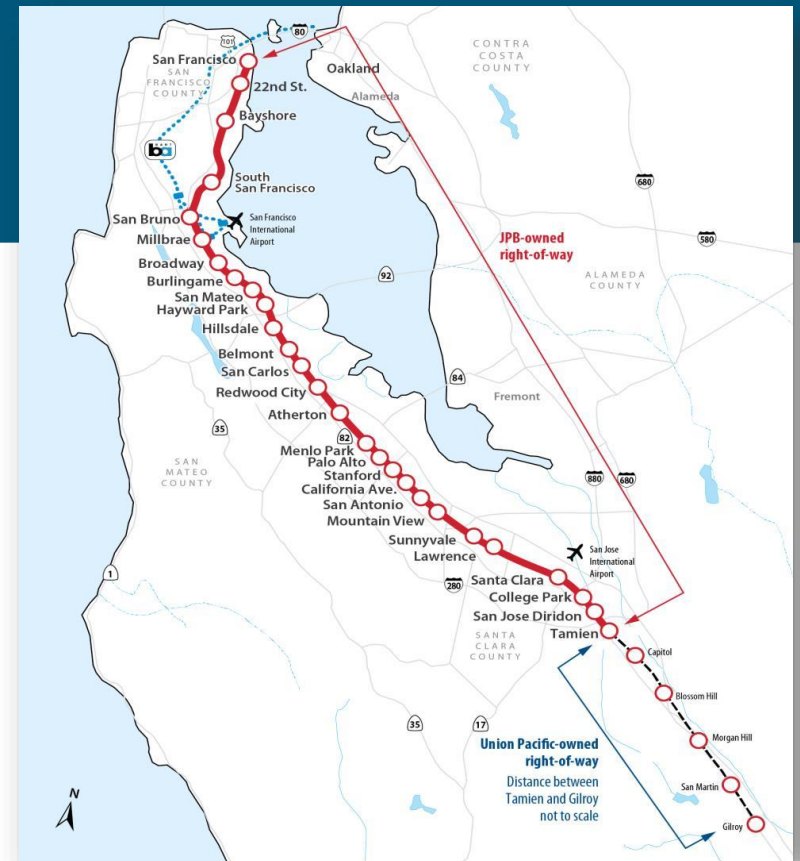 80
101
San Francisco
SAN
FRANCISCO
COUNTY
CONTRA
COSTA
COUNTY
Oakland
Alameda
22nd St.
Bayshore
ba
South
San Francisco
680
San Bruno
San Francisco
International
Airport
Millbrae
580
JPB-owned
right-of-way
Broadway
Burlingame
92
ALAMEDA
COUNTY
San Mateo
Hayward Park
Hillsdale
Belmont
San Carlos
84
Redwood City
Fremont
Atherton
35
82
SAN
MATEO
COUNTY
Menlo Park
Palo Alto
Stanford
California Ave.
880
680
San Antonio
Mountain View
Sunnyvale
Lawrence
San Jose
International
Airport
1
280
Santa Clara
College Park
San Jose Diridon
Tamien
SANTA
CLARA
COUNTY
Capitol
Blossom Hill
35
17
Union Pacific-owned
right-of-way
Distance between
Tamien and Gilroy
not to scale
Morgan Hill
San Martin
Gilroy
N